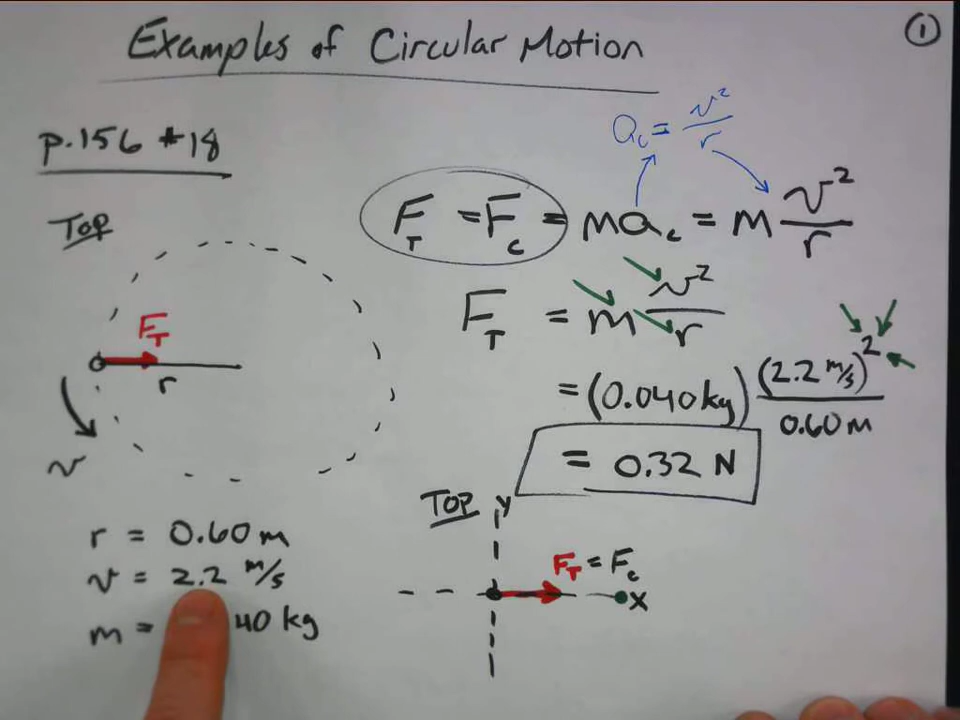 Examples of Circular Motion
①
p.156 #18
a_c = v²/r
F_T = F_c = ma_c = m v²/r
Top
F_T = m v²/r
F_T
r
v
= (0.040 kg) (2.2 m/s)²/0.60 m
= 0.32 N
r = 0.60 m
v = 2.2 m/s
m = 40 kg
Top
y
F_T = F_c
x